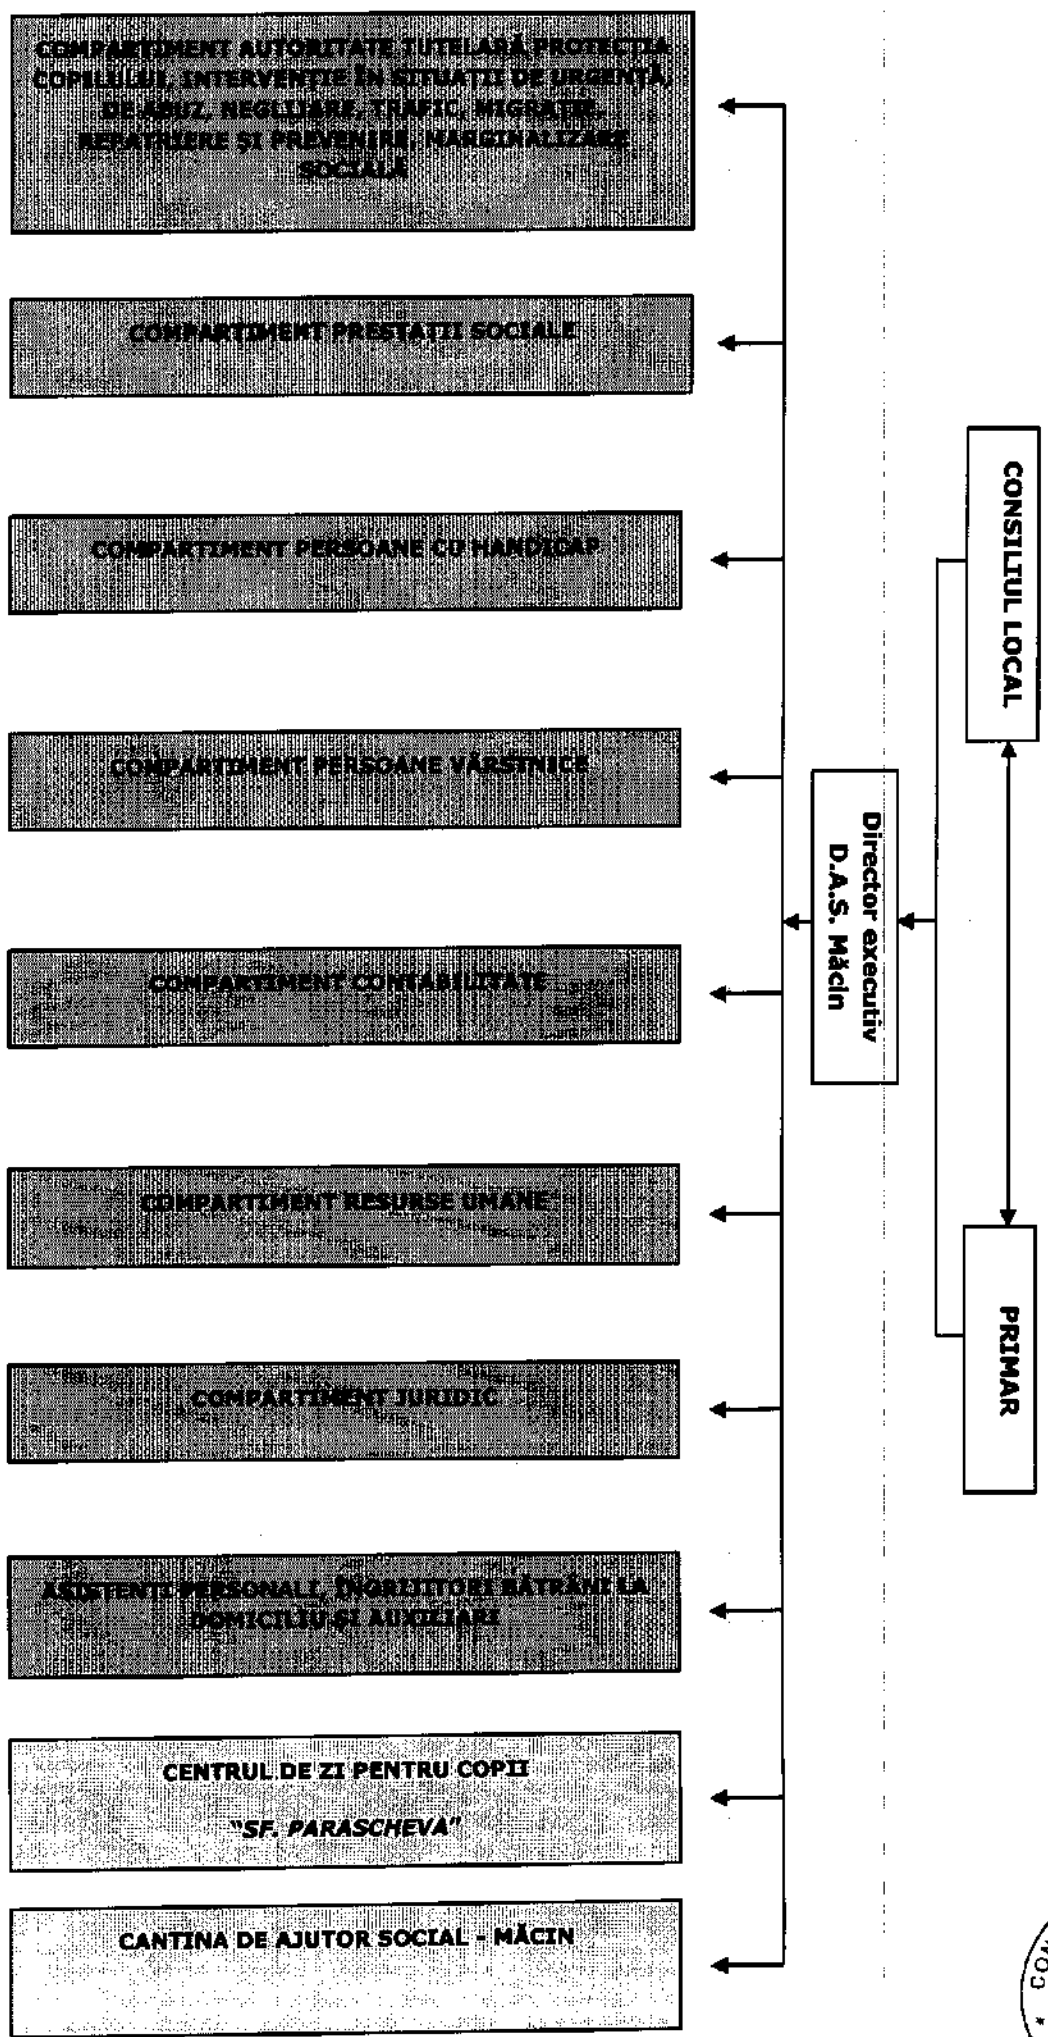 COMPARTIMENT AUTORITATE TUTELARĂ, PROTECȚIA
COPILULUI, INTERVENȚIE ÎN SITUAȚII DE URGENȚĂ,
DE ABUZ, NEGLIJARE, TRAFIC, MIGRAȚIE,
REPATRIERE ȘI PREVENIRE, MARGINALIZARE
SOCIALĂ
COMPARTIMENT PRESTAȚII SOCIALE
COMPARTIMENT PERSOANE CU HANDICAP
COMPARTIMENT PERSOANE VÂRSTNICE
COMPARTIMENT CONTABILITATE
COMPARTIMENT RESURSE UMANE
COMPARTIMENT JURIDIC
ASISTENȚI PERSONALI, ÎNGRIJITORI BĂTRÂNI LA
DOMICILIU ȘI AUXILIARI
CENTRUL DE ZI PENTRU COPII
"SF. PARASCHEVA"
CANTINA DE AJUTOR SOCIAL - MĂCIN
CONSILIUL LOCAL
Director executiv
D.A.S. Măcin
PRIMAR
* CON